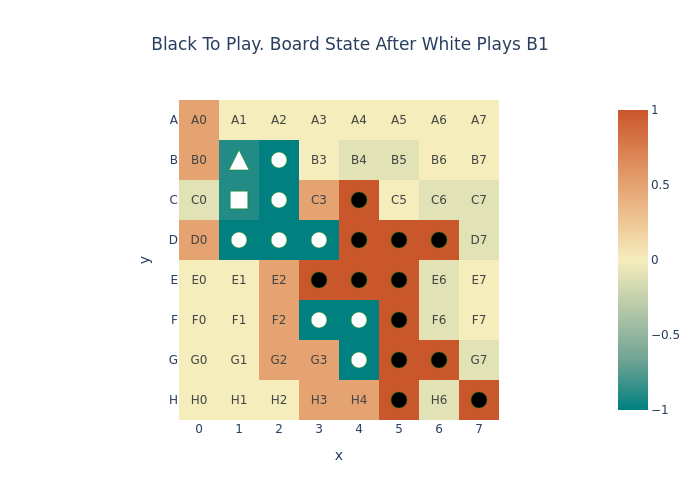 Black To Play. Board State After White Plays B1
A A0 A1 A2 A3 A4 A5 A6 A7
B B0 B3 B4 B5 B6 B7
C C0 C3 C5 C6 C7
D D0 D7
E E0 E1 E2 E6 E7
F F0 F1 F2 F6 F7
G G0 G1 G2 G3 G7
H H0 H1 H2 H3 H4 H6
0 1 2 3 4 5 6 7
x
y
1
0.5
0
−0.5
−1